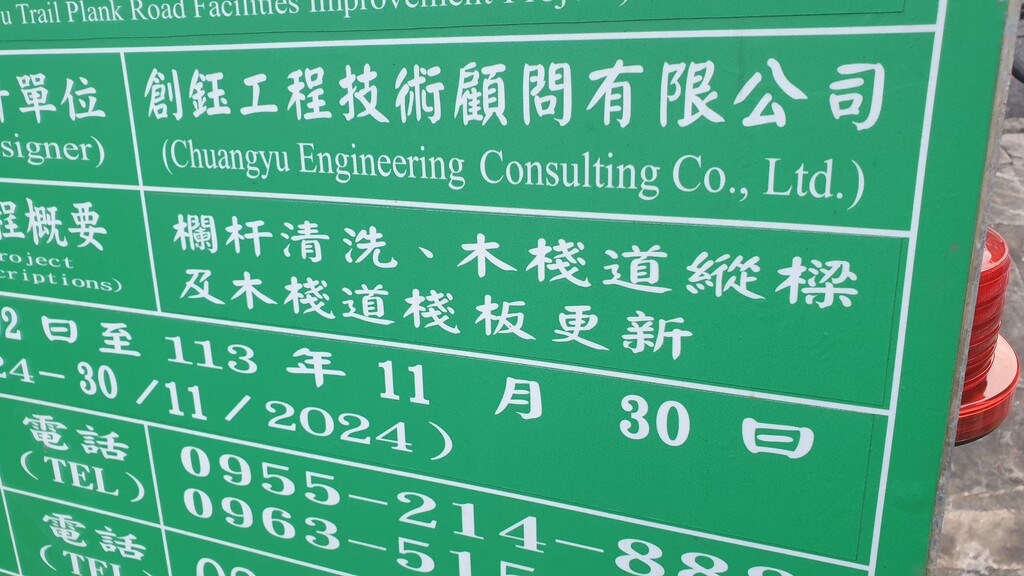 Trail Plank Road Facilities Improvement
單位 創鈺工程技術顧問有限公司
(Chuangyu Engineering Consulting Co., Ltd.)
概要 欄杆清洗、木棧道縱樑
及木棧道棧板更新
日至 113 年 11 月 30 日
30 /11/2024)
電話 0955-214-88
(TEL) 0963-51
電話